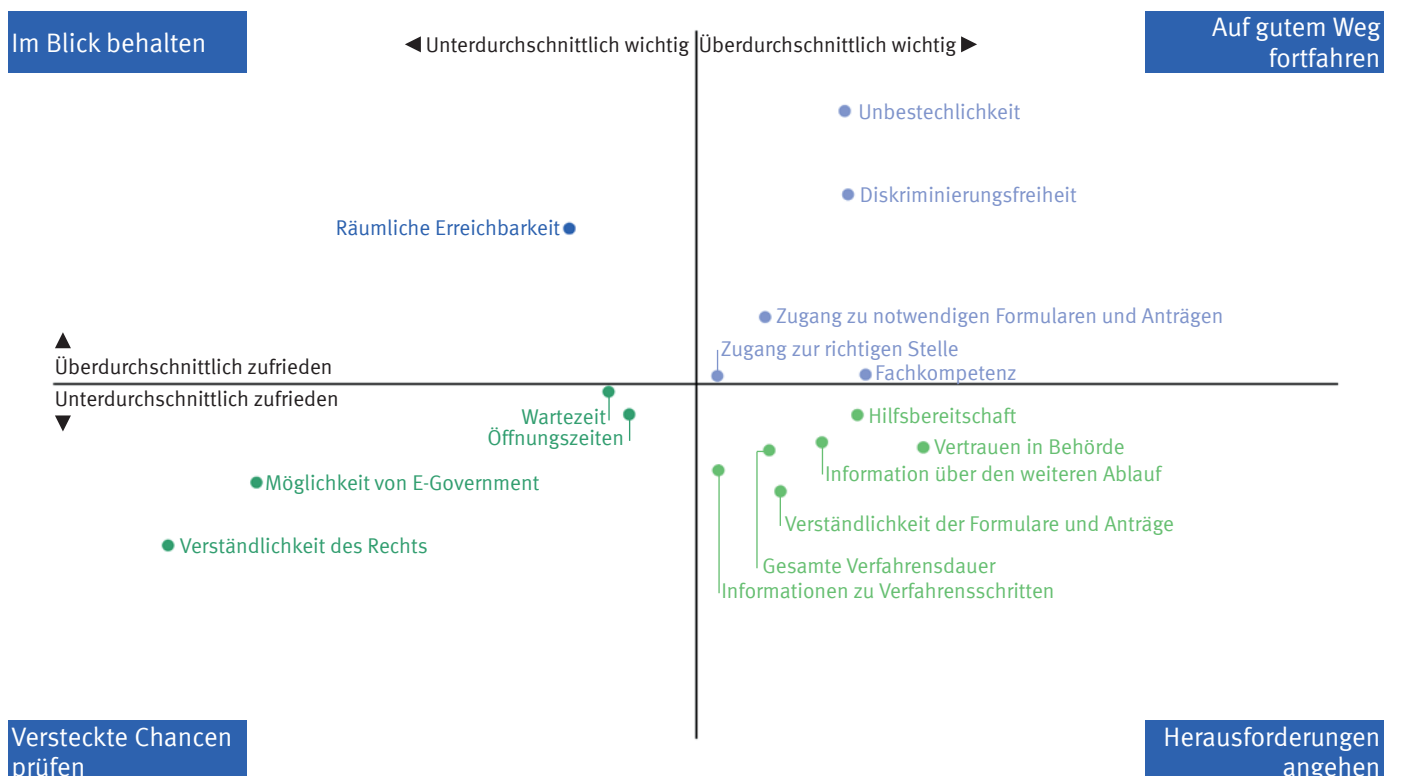 Im Blick behalten
◀ Unterdurchschnittlich wichtig
Überdurchschnittlich wichtig ▶
Auf gutem Weg
fortfahren
Unbestechlichkeit
Diskriminierungsfreiheit
Räumliche Erreichbarkeit
Zugang zu notwendigen Formularen und Anträgen
Zugang zur richtigen Stelle
▲
Überdurchschnittlich zufrieden
Fachkompetenz
Unterdurchschnittlich zufrieden
▼
Wartezeit
Öffnungszeiten
Hilfsbereitschaft
Vertrauen in Behörde
Information über den weiteren Ablauf
Möglichkeit von E-Government
Verständlichkeit der Formulare und Anträge
Verständlichkeit des Rechts
Gesamte Verfahrensdauer
Informationen zu Verfahrensschritten
Versteckte Chancen
prüfen
Herausforderungen
angehen